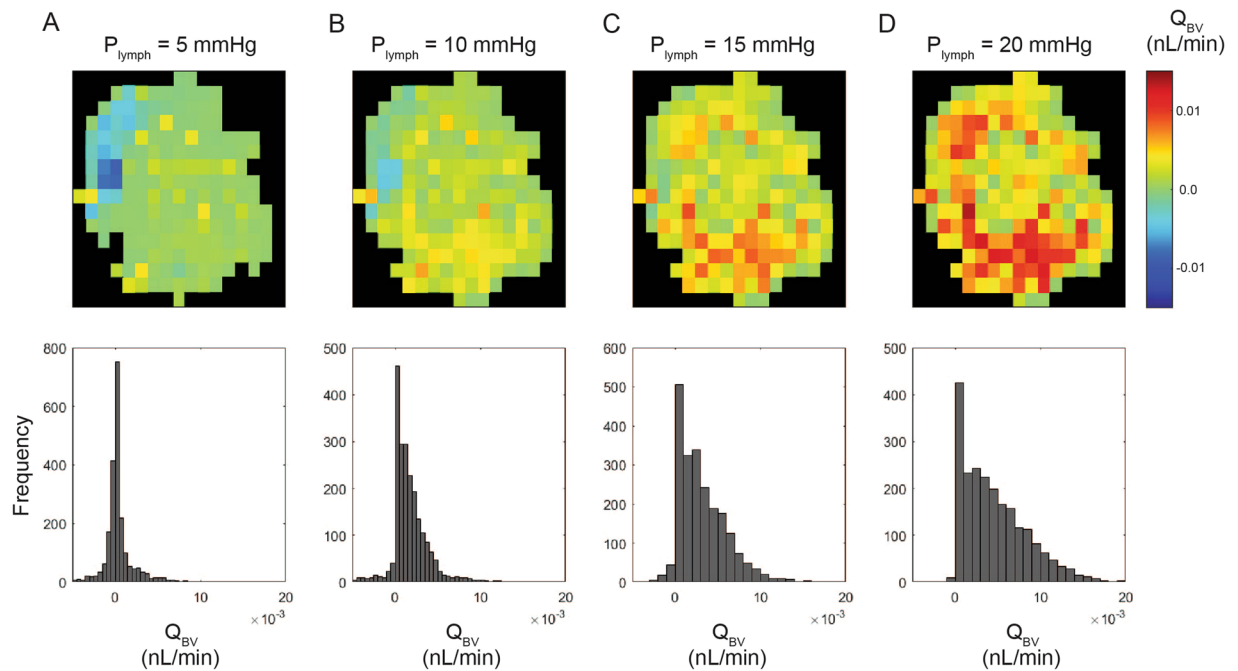 A
B
C
D
P_lymph = 5 mmHg
P_lymph = 10 mmHg
P_lymph = 15 mmHg
P_lymph = 20 mmHg
Q_BV
(nL/min)
0.01
0.0
-0.01
Frequency
800
600
400
200
0
0
10
20
× 10⁻³
Q_BV
(nL/min)
500
400
300
200
100
0
0
10
20
× 10⁻³
Q_BV
(nL/min)
600
500
400
300
200
100
0
0
10
20
× 10⁻³
Q_BV
(nL/min)
500
400
300
200
100
0
0
10
20
× 10⁻³
Q_BV
(nL/min)